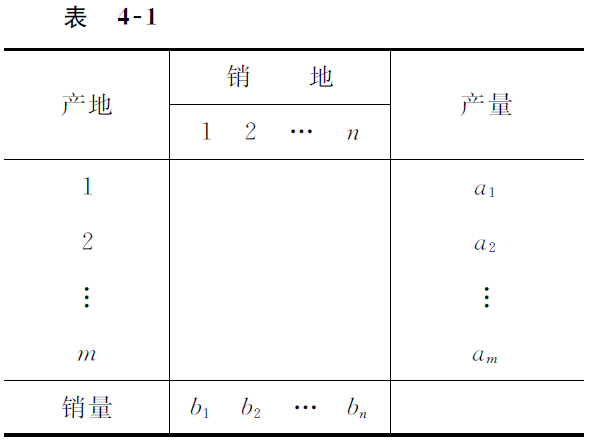 表 4-1
产地 销 地 产量
1 2 … n
1 a1
2 a2
⋮ ⋮
m am
销量 b1 b2 … bn